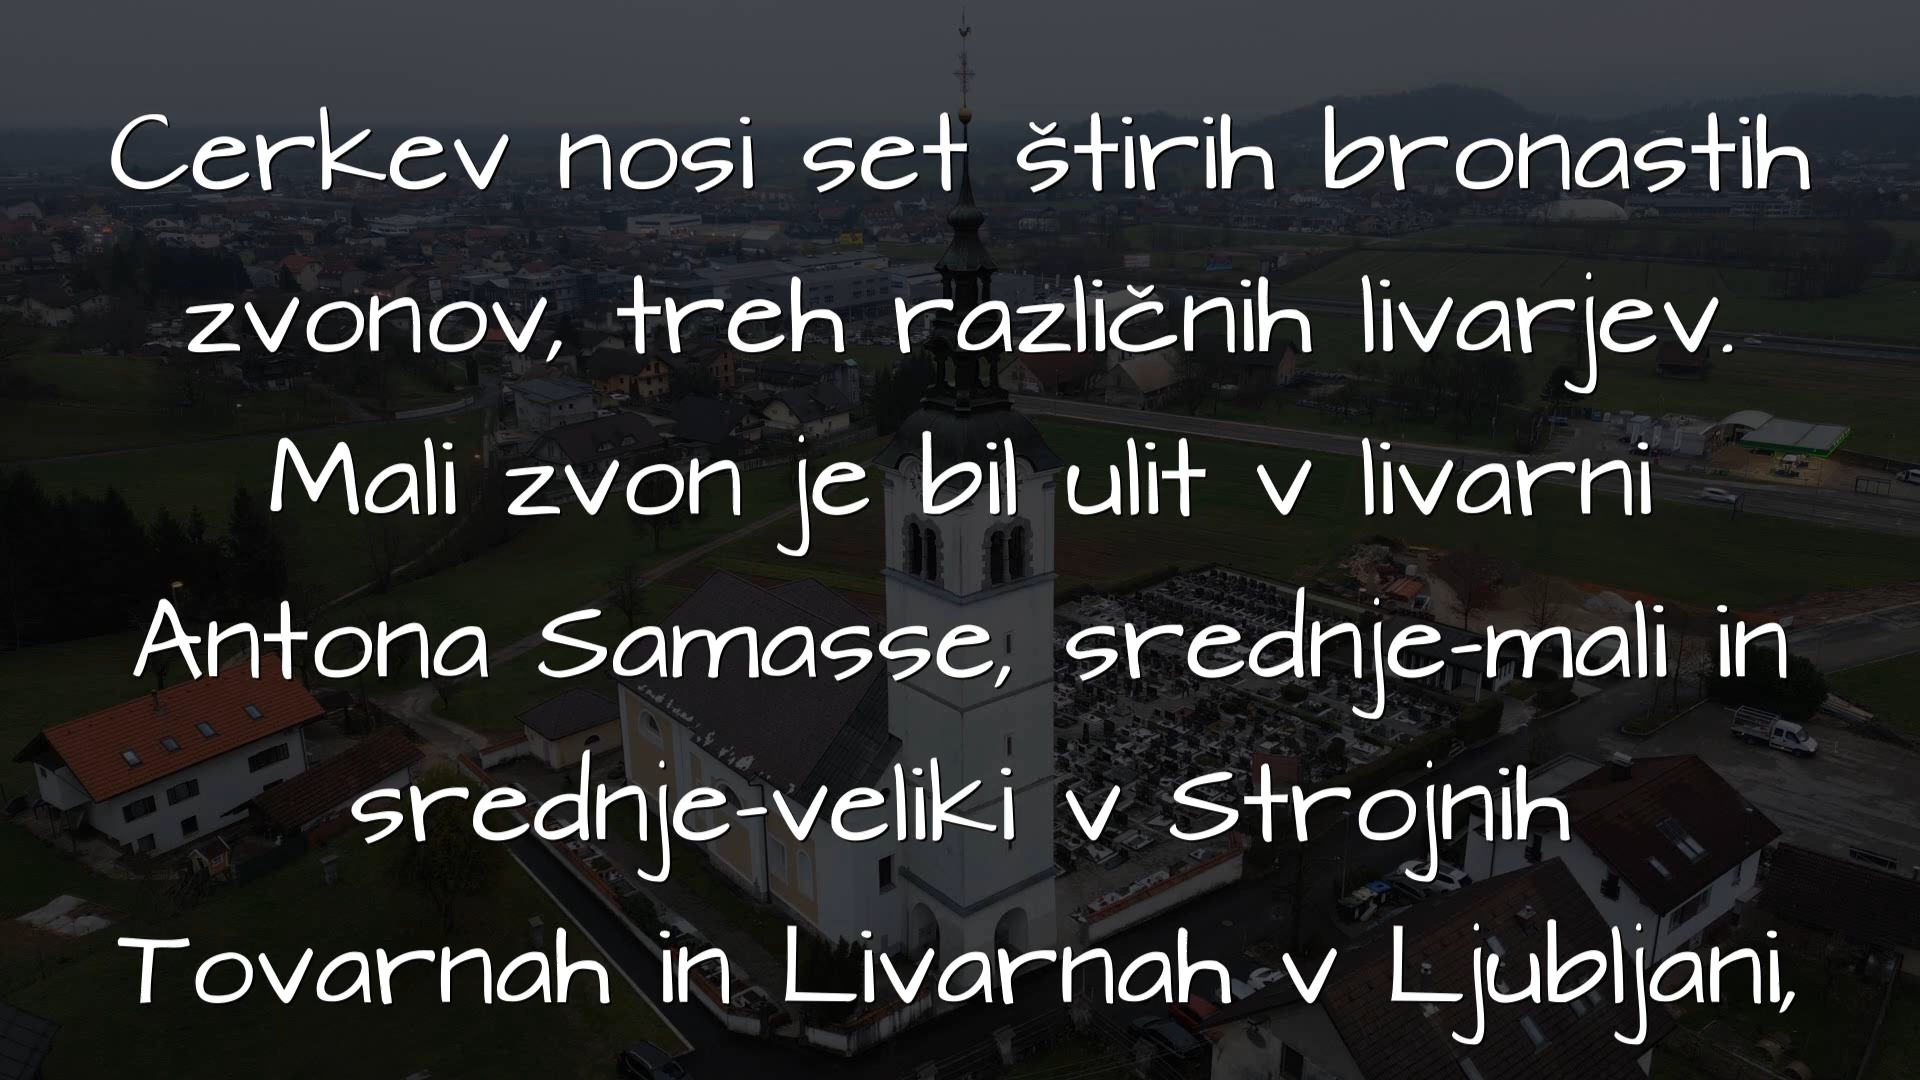 Cerkev nosi set štirih bronastih
zvonov, treh različnih livarjev.
Mali zvon je bil ulit v livarni
Antona Samasse, srednje-mali in
srednje-veliki v Strojnih
Tovarnah in Livarnah v Ljubljani,